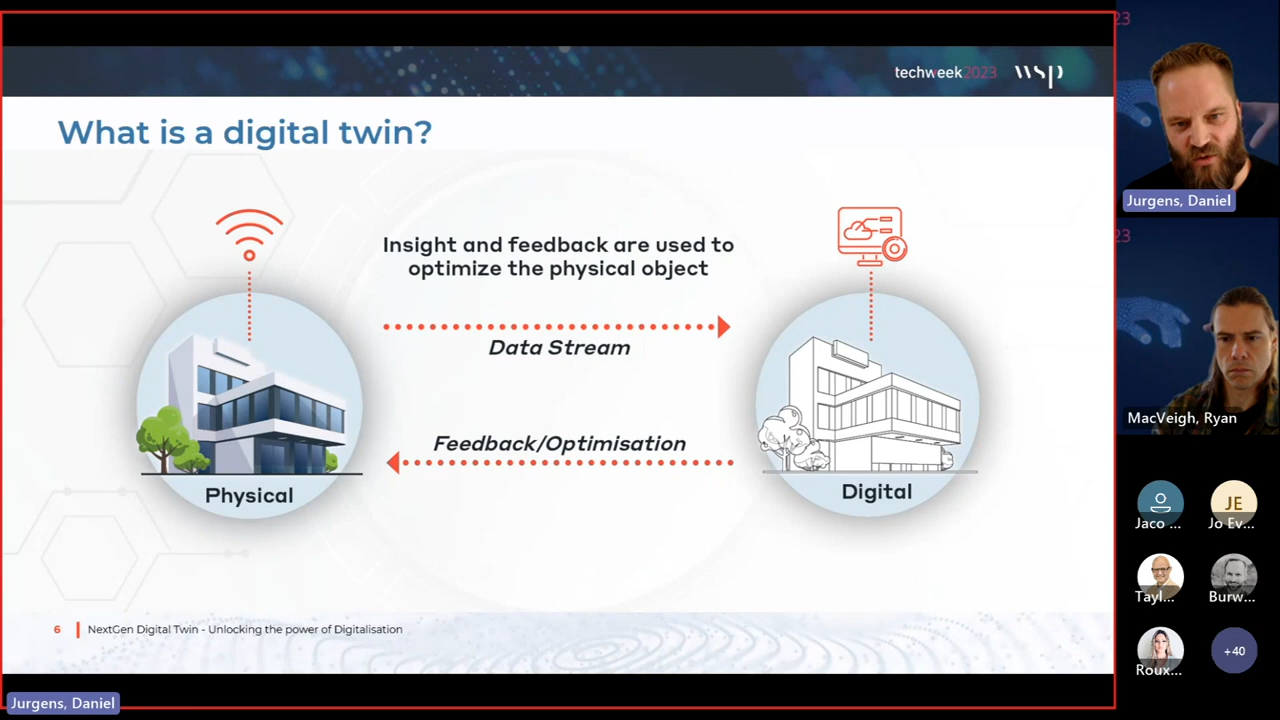 techweek2023 wsp
What is a digital twin?
Insight and feedback are used to
optimize the physical object
Data Stream
Feedback/Optimisation
Physical
Digital
6 NextGen Digital Twin - Unlocking the power of Digitalisation
Jurgens, Daniel
23
Jurgens, Daniel
23
MacVeigh, Ryan
JE
Jaco ... Jo Ev...
Tayl... Burw...
Roux... +40